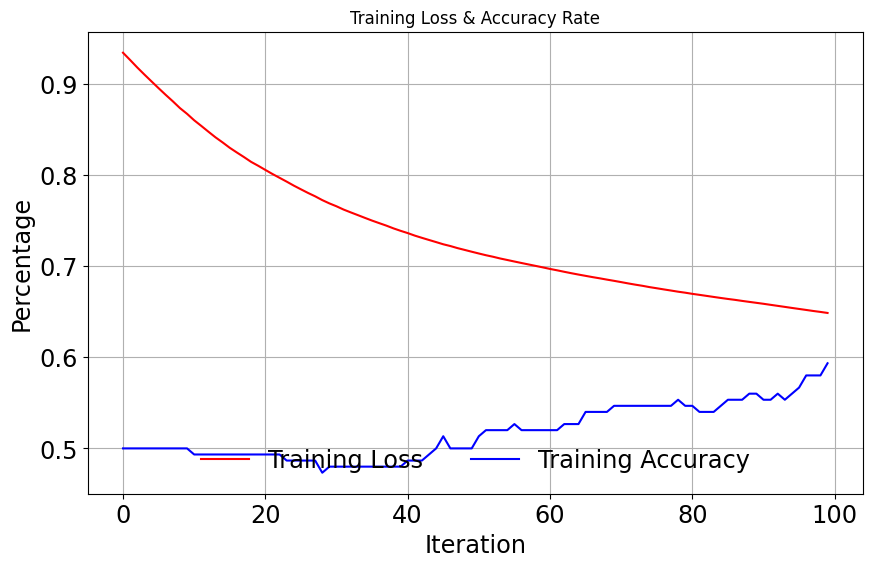 Training Loss & Accuracy Rate
Percentage
0.9
0.8
0.7
0.6
0.5
Training Loss Training Accuracy
0 20 40 60 80 100
Iteration